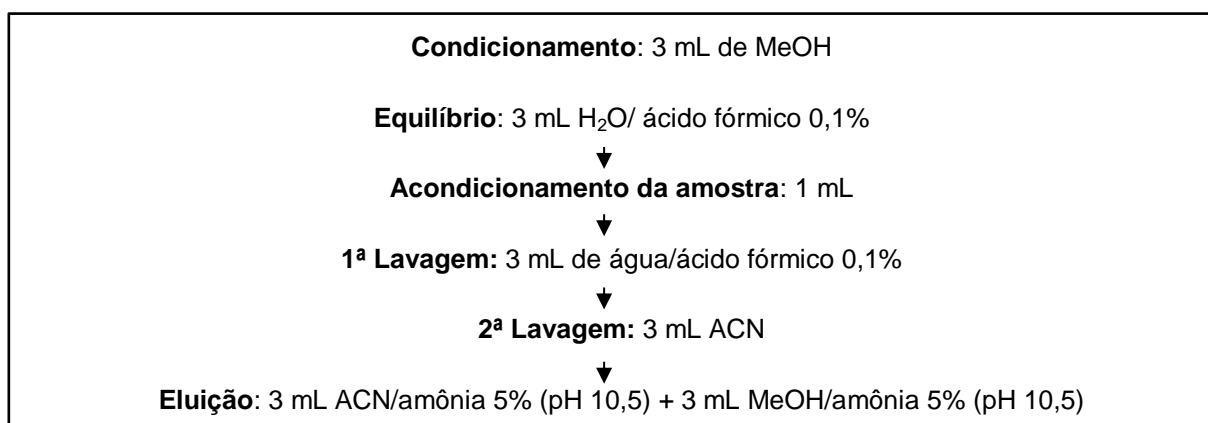 Condicionamento: 3 mL de MeOH
Equilíbrio: 3 mL H₂O/ ácido fórmico 0,1%
Acondicionamento da amostra: 1 mL
1ª Lavagem: 3 mL de água/ácido fórmico 0,1%
2ª Lavagem: 3 mL ACN
Eluição: 3 mL ACN/amônia 5% (pH 10,5) + 3 mL MeOH/amônia 5% (pH 10,5)